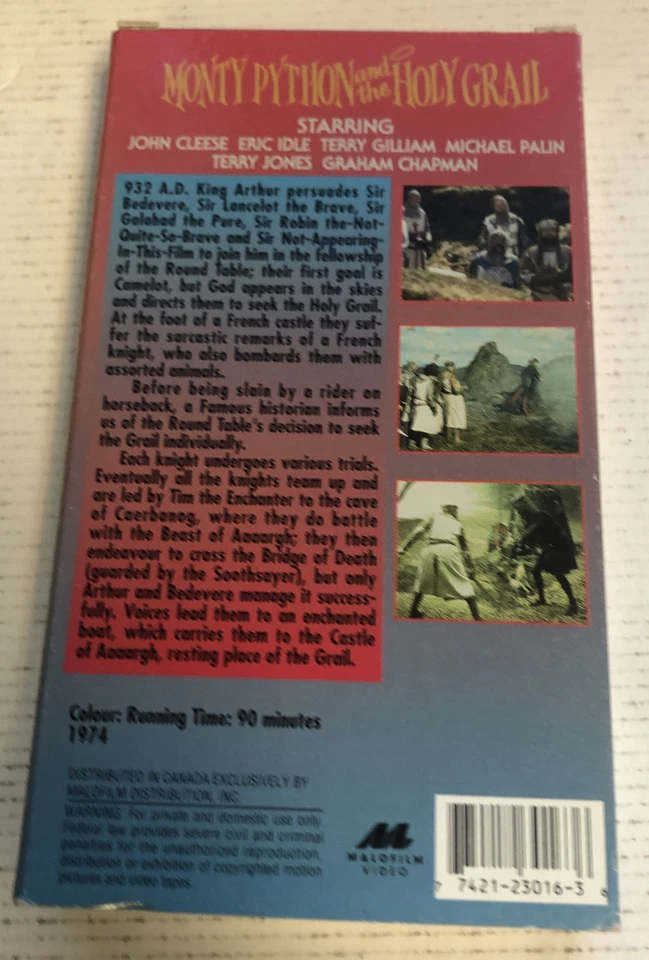 MONTY PYTHON and the HOLY GRAIL
STARRING
JOHN CLEESE ERIC IDLE TERRY GILLIAM MICHAEL PALIN
TERRY JONES GRAHAM CHAPMAN
932 A.D. King Arthur persuades Sir
Bedevere, Sir Lancelot the Brave, Sir
Galahad the Pure, Sir Robin the-Not-
Quite-So-Brave and Sir Not-Appearing-
In-This-Film to join him in the fellowship
of the Round Table; their first goal is
Camelot, but God appears in the skies
and directs them to seek the Holy Grail.
At the foot of a French castle they suf-
fer the sarcastic remarks of a French
knight, who also bombards them with
assorted animals.
Before being slain by a rider on
horseback, a Famous historian informs
us of the Round Table's decision to seek
the Grail individually.
Each knight undergoes various trials.
Eventually all the knights team up and
are led by Tim the Enchanter to the cave
of Caerbanog, where they do battle
with the Beast of Aaaargh; they then
endeavour to cross the Bridge of Death
(guarded by the Soothsayer), but only
Arthur and Bedevere manage it success-
fully. Voices lead them to an enchanted
boat, which carries them to the Castle
of Aaaargh, resting place of the Grail.
Colour: Running Time: 90 minutes
1974
DISTRIBUTED IN CANADA EXCLUSIVELY BY
MALOFILM DISTRIBUTION, INC.
WARNING: For private and domestic use only
Federal law provides severe civil and criminal
penalties for the unauthorized reproduction,
distribution or exhibition of copyrighted motion
pictures and video tapes.
MALOFILM
VIDEO
7 7421-23016-3 6